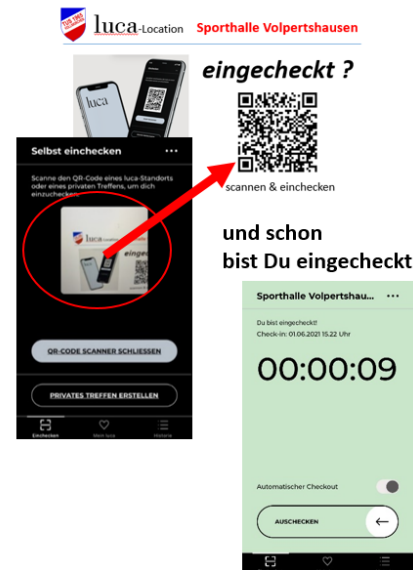 luca-Location Sporthalle Volpertshausen
eingecheckt ?
luca
scannen & einchecken
Selbst einchecken
Scanne den QR-Code eines luca-Standorts
oder eines privaten Treffens, um dich
einzuchecken
luca
QR-CODE SCANNER SCHLIESSEN
PRIVATES TREFFEN ERSTELLEN
Einchecken Mein luca Historie
und schon
bist Du eingecheckt
Sporthalle Volpertshau...
Du bist eingecheckt!
Check-in: 01.06.2021 15.22 Uhr
00:00:09
Automatischer Checkout
AUSCHECKEN